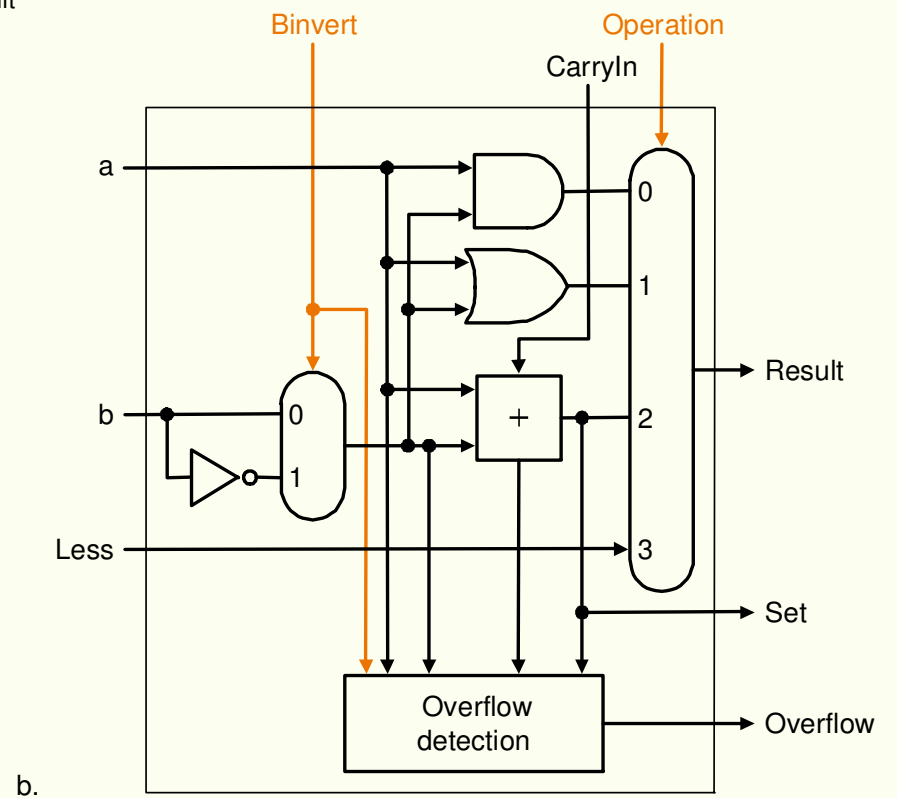 Binvert
Operation
CarryIn
a
0
1
b
0
1
+
2
Result
Less
3
Set
Overflow
detection
Overflow
b.